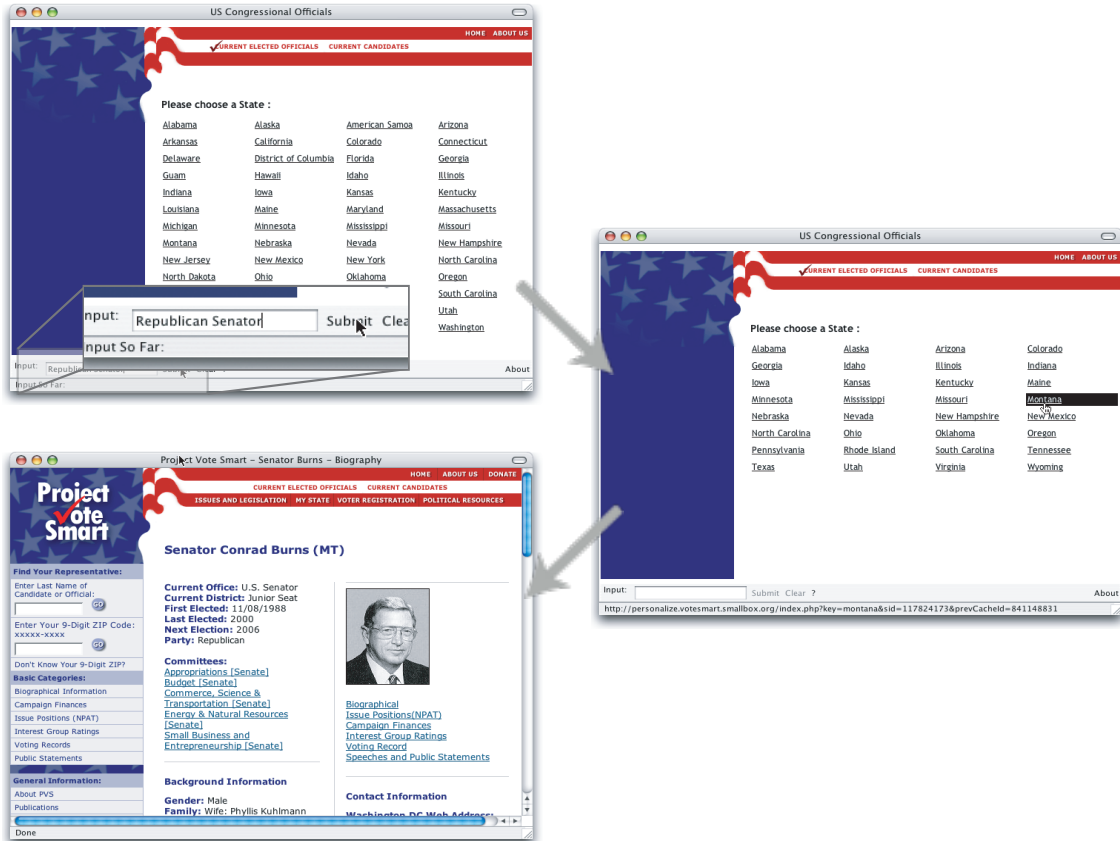 US Congressional Officials
HOME ABOUT US
CURRENT ELECTED OFFICIALS CURRENT CANDIDATES
Please choose a State :
Alabama Alaska American Samoa Arizona
Arkansas California Colorado Connecticut
Delaware District of Columbia Florida Georgia
Guam Hawaii Idaho Illinois
Indiana Iowa Kansas Kentucky
Louisiana Maine Maryland Massachusetts
Michigan Minnesota Mississippi Missouri
Montana Nebraska Nevada New Hampshire
New Jersey New Mexico New York North Carolina
North Dakota Ohio Oklahoma Oregon
South Carolina
Utah
Washington
nput: Republican Senator Submit Clea
nput So Far:
Input: About
Input So Far:
US Congressional Officials
HOME ABOUT US
CURRENT ELECTED OFFICIALS CURRENT CANDIDATES
Please choose a State :
Alabama Alaska Arizona Colorado
Georgia Idaho Illinois Indiana
Iowa Kansas Kentucky Maine
Minnesota Mississippi Missouri Montana
Nebraska Nevada New Hampshire New Mexico
North Carolina Ohio Oklahoma Oregon
Pennsylvania Rhode Island South Carolina Tennessee
Texas Utah Virginia Wyoming
Input: Submit Clear ? About
http://personalize.votesmart.smallbox.org/index.php?key=montana&sid=117824173&prevCacheId=841148831
Project Vote Smart – Senator Burns – Biography
HOME ABOUT US DONATE
CURRENT ELECTED OFFICIALS CURRENT CANDIDATES
ISSUES AND LEGISLATION MY STATE VOTER REGISTRATION POLITICAL RESOURCES
Project
Vote
Smart
Find Your Representative:
Enter Last Name of
Candidate or Official:
GO
Enter Your 9-Digit ZIP Code:
xxxxx-xxxx
GO
Don't Know Your 9-Digit ZIP?
Basic Categories:
Biographical Information
Campaign Finances
Issue Positions (NPAT)
Interest Group Ratings
Voting Records
Public Statements
General Information:
About PVS
Publications
Senator Conrad Burns (MT)
Current Office: U.S. Senator
Current District: Junior Seat
First Elected: 11/08/1988
Last Elected: 2000
Next Election: 2006
Party: Republican
Committees:
Appropriations [Senate]
Budget [Senate]
Commerce, Science &
Transportation [Senate]
Energy & Natural Resources
[Senate]
Small Business and
Entrepreneurship [Senate]
Background Information
Gender: Male
Family: Wife: Phyllis Kuhlmann
Biographical
Issue Positions(NPAT)
Campaign Finances
Interest Group Ratings
Voting Record
Speeches and Public Statements
Contact Information
Washington DC Web Address:
Done